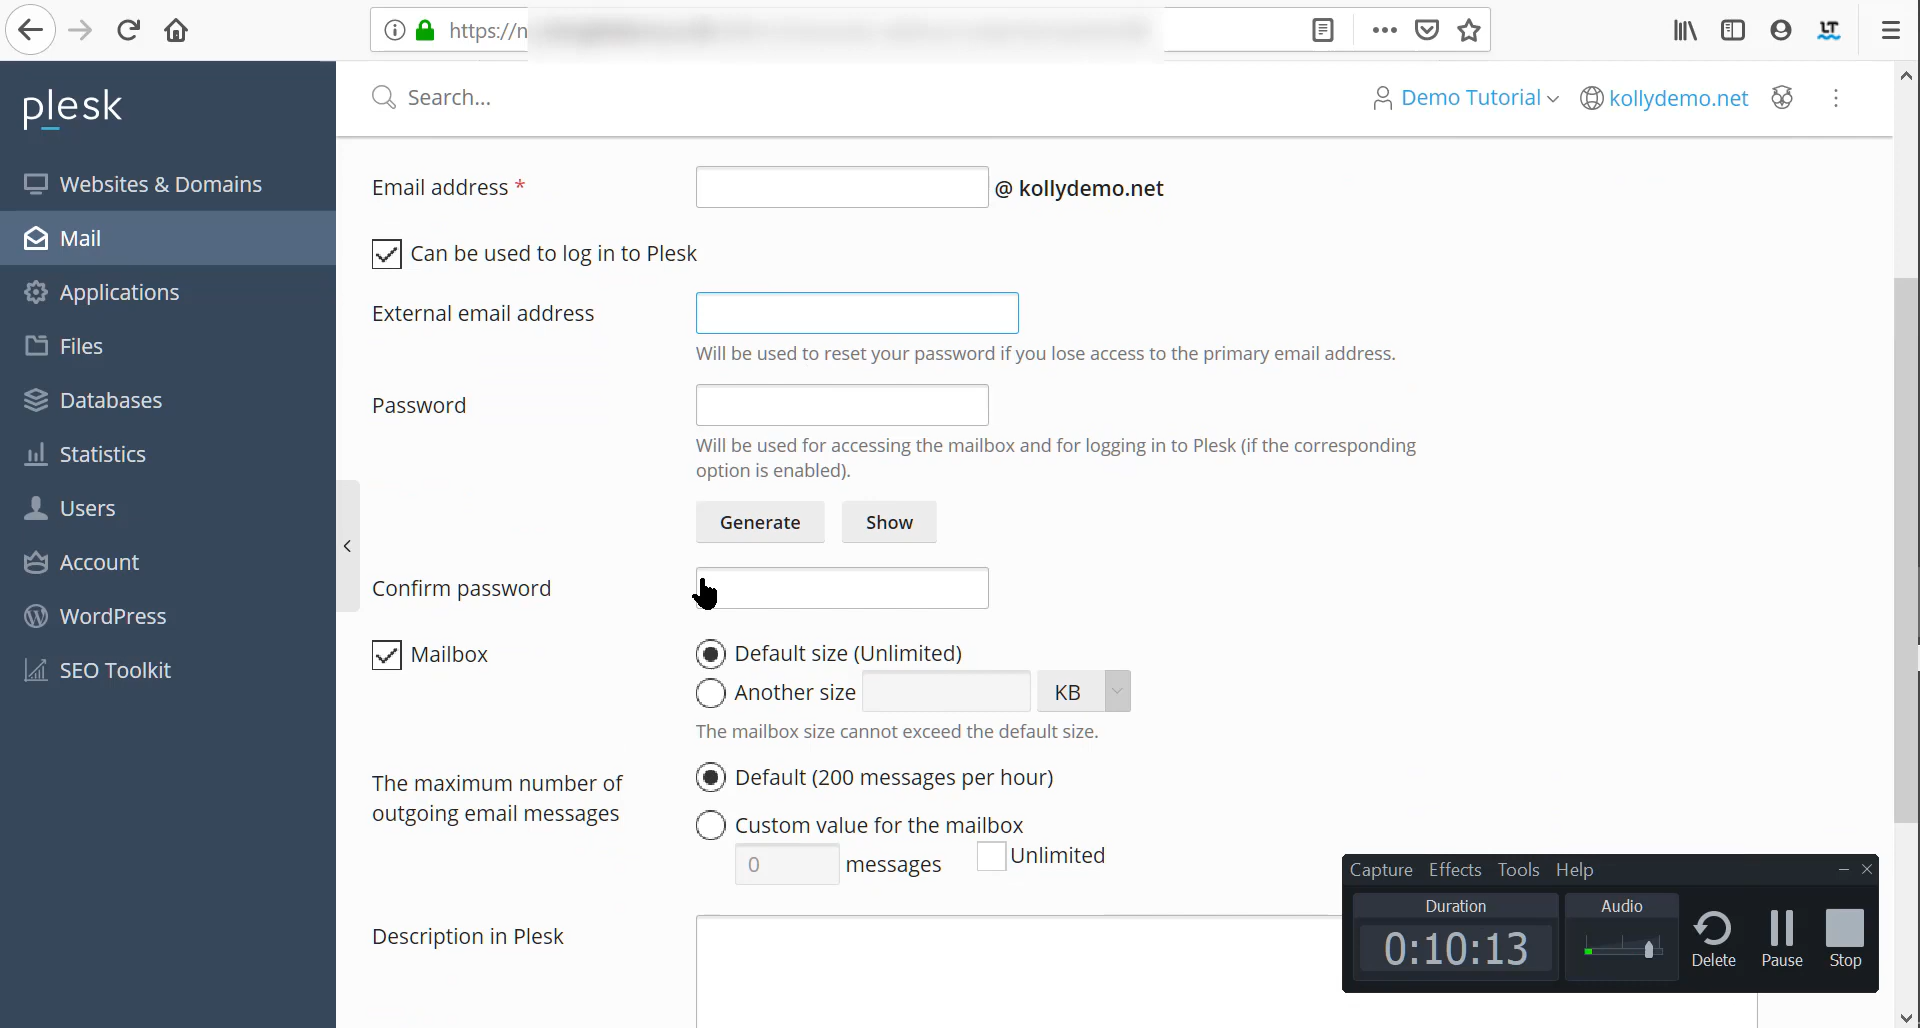 https://n
plesk
Search...
Demo Tutorial
kollydemo.net
Websites & Domains
Mail
Applications
Files
Databases
Statistics
Users
Account
WordPress
SEO Toolkit
Email address *
@ kollydemo.net
Can be used to log in to Plesk
External email address
Will be used to reset your password if you lose access to the primary email address.
Password
Will be used for accessing the mailbox and for logging in to Plesk (if the corresponding
option is enabled).
Generate
Show
Confirm password
Mailbox
Default size (Unlimited)
Another size
KB
The mailbox size cannot exceed the default size.
The maximum number of
outgoing email messages
Default (200 messages per hour)
Custom value for the mailbox
0
messages
Unlimited
Description in Plesk
Capture Effects Tools Help
Duration
0:10:13
Audio
Delete
Pause
Stop
LT